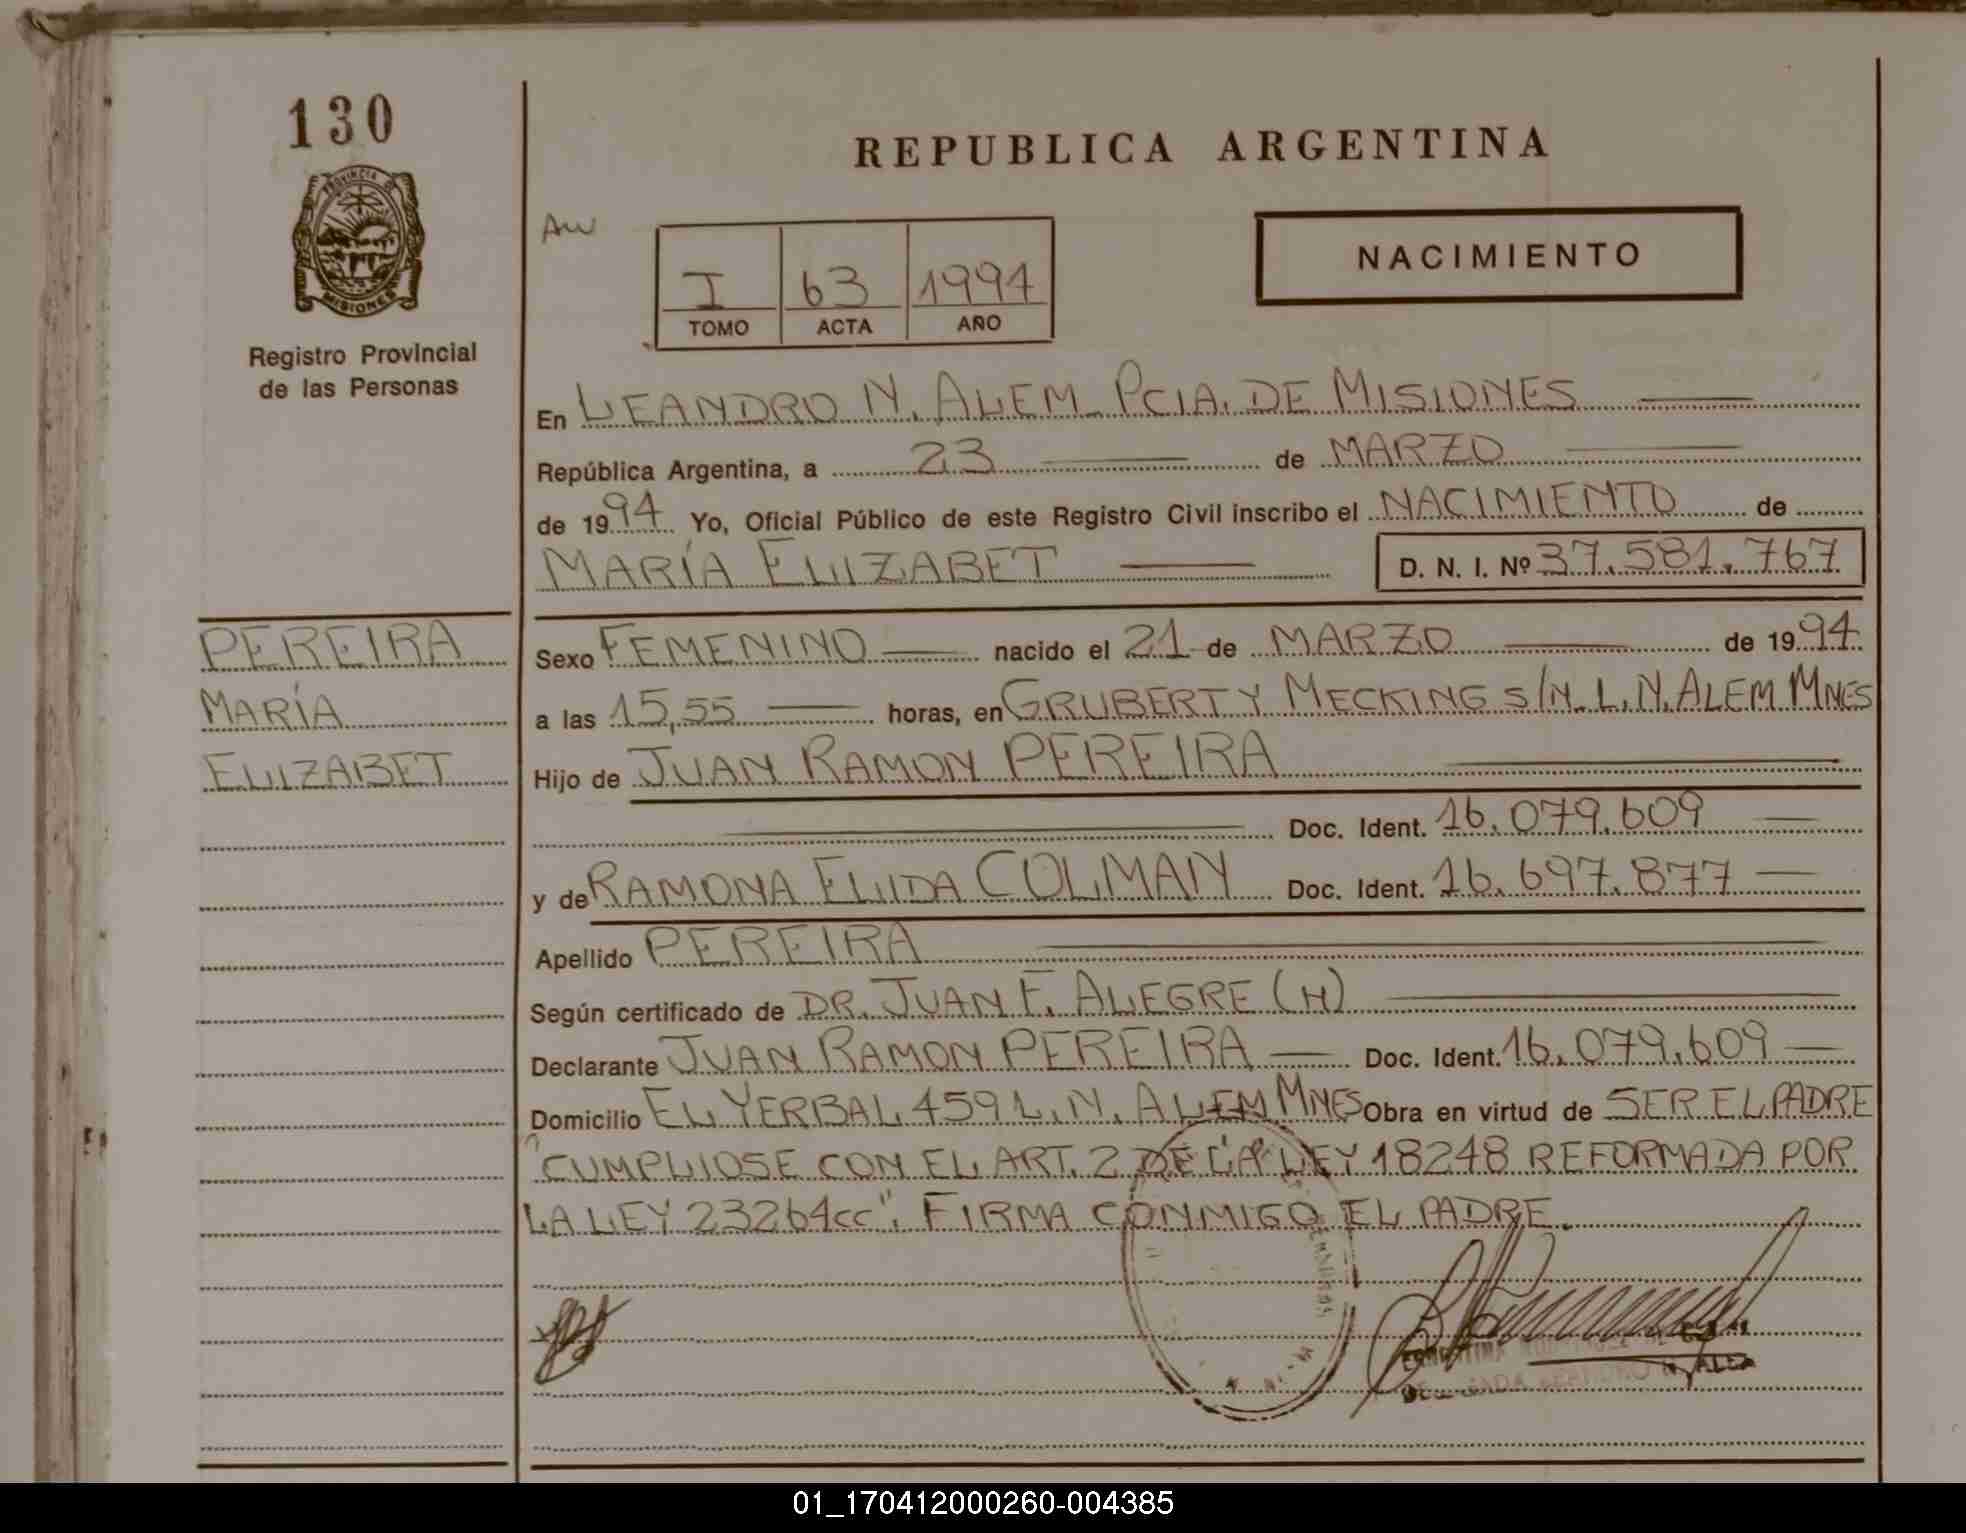 130
PROVINCIA DE
MISIONES
Registro Provincial
de las Personas
PEREIRA
MARÍA
ELIZABET
REPUBLICA ARGENTINA
AW
I 63 1994
TOMO ACTA AÑO
NACIMIENTO
En LEANDRO N. ALEM PCIA. DE MISIONES
República Argentina, a 23 de MARZO
de 1994 Yo, Oficial Público de este Registro Civil inscribo el NACIMIENTO de
MARÍA ELIZABET D. N. I. Nº 37.581.767
Sexo FEMENINO nacido el 21 de MARZO de 1994
a las 15,55 horas, en GRUBERT Y MECKING S/N. L. N. ALEM MNES
Hijo de JUAN RAMON PEREIRA
Doc. Ident. 16.079.609
y de RAMONA ELIDA COLMAN Doc. Ident. 16.697.877
Apellido PEREIRA
Según certificado de DR. JUAN F. ALEGRE (H)
Declarante JUAN RAMON PEREIRA Doc. Ident. 16.079.609
Domicilio EL YERBAL 459 L. N. ALEM MNES Obra en virtud de SER EL PADRE
"CUMPLIOSE CON EL ART. 2 DE LA LEY 18248 REFORMADA POR
LA LEY 23264cc". FIRMA CONMIGO EL PADRE.
01_170412000260-004385